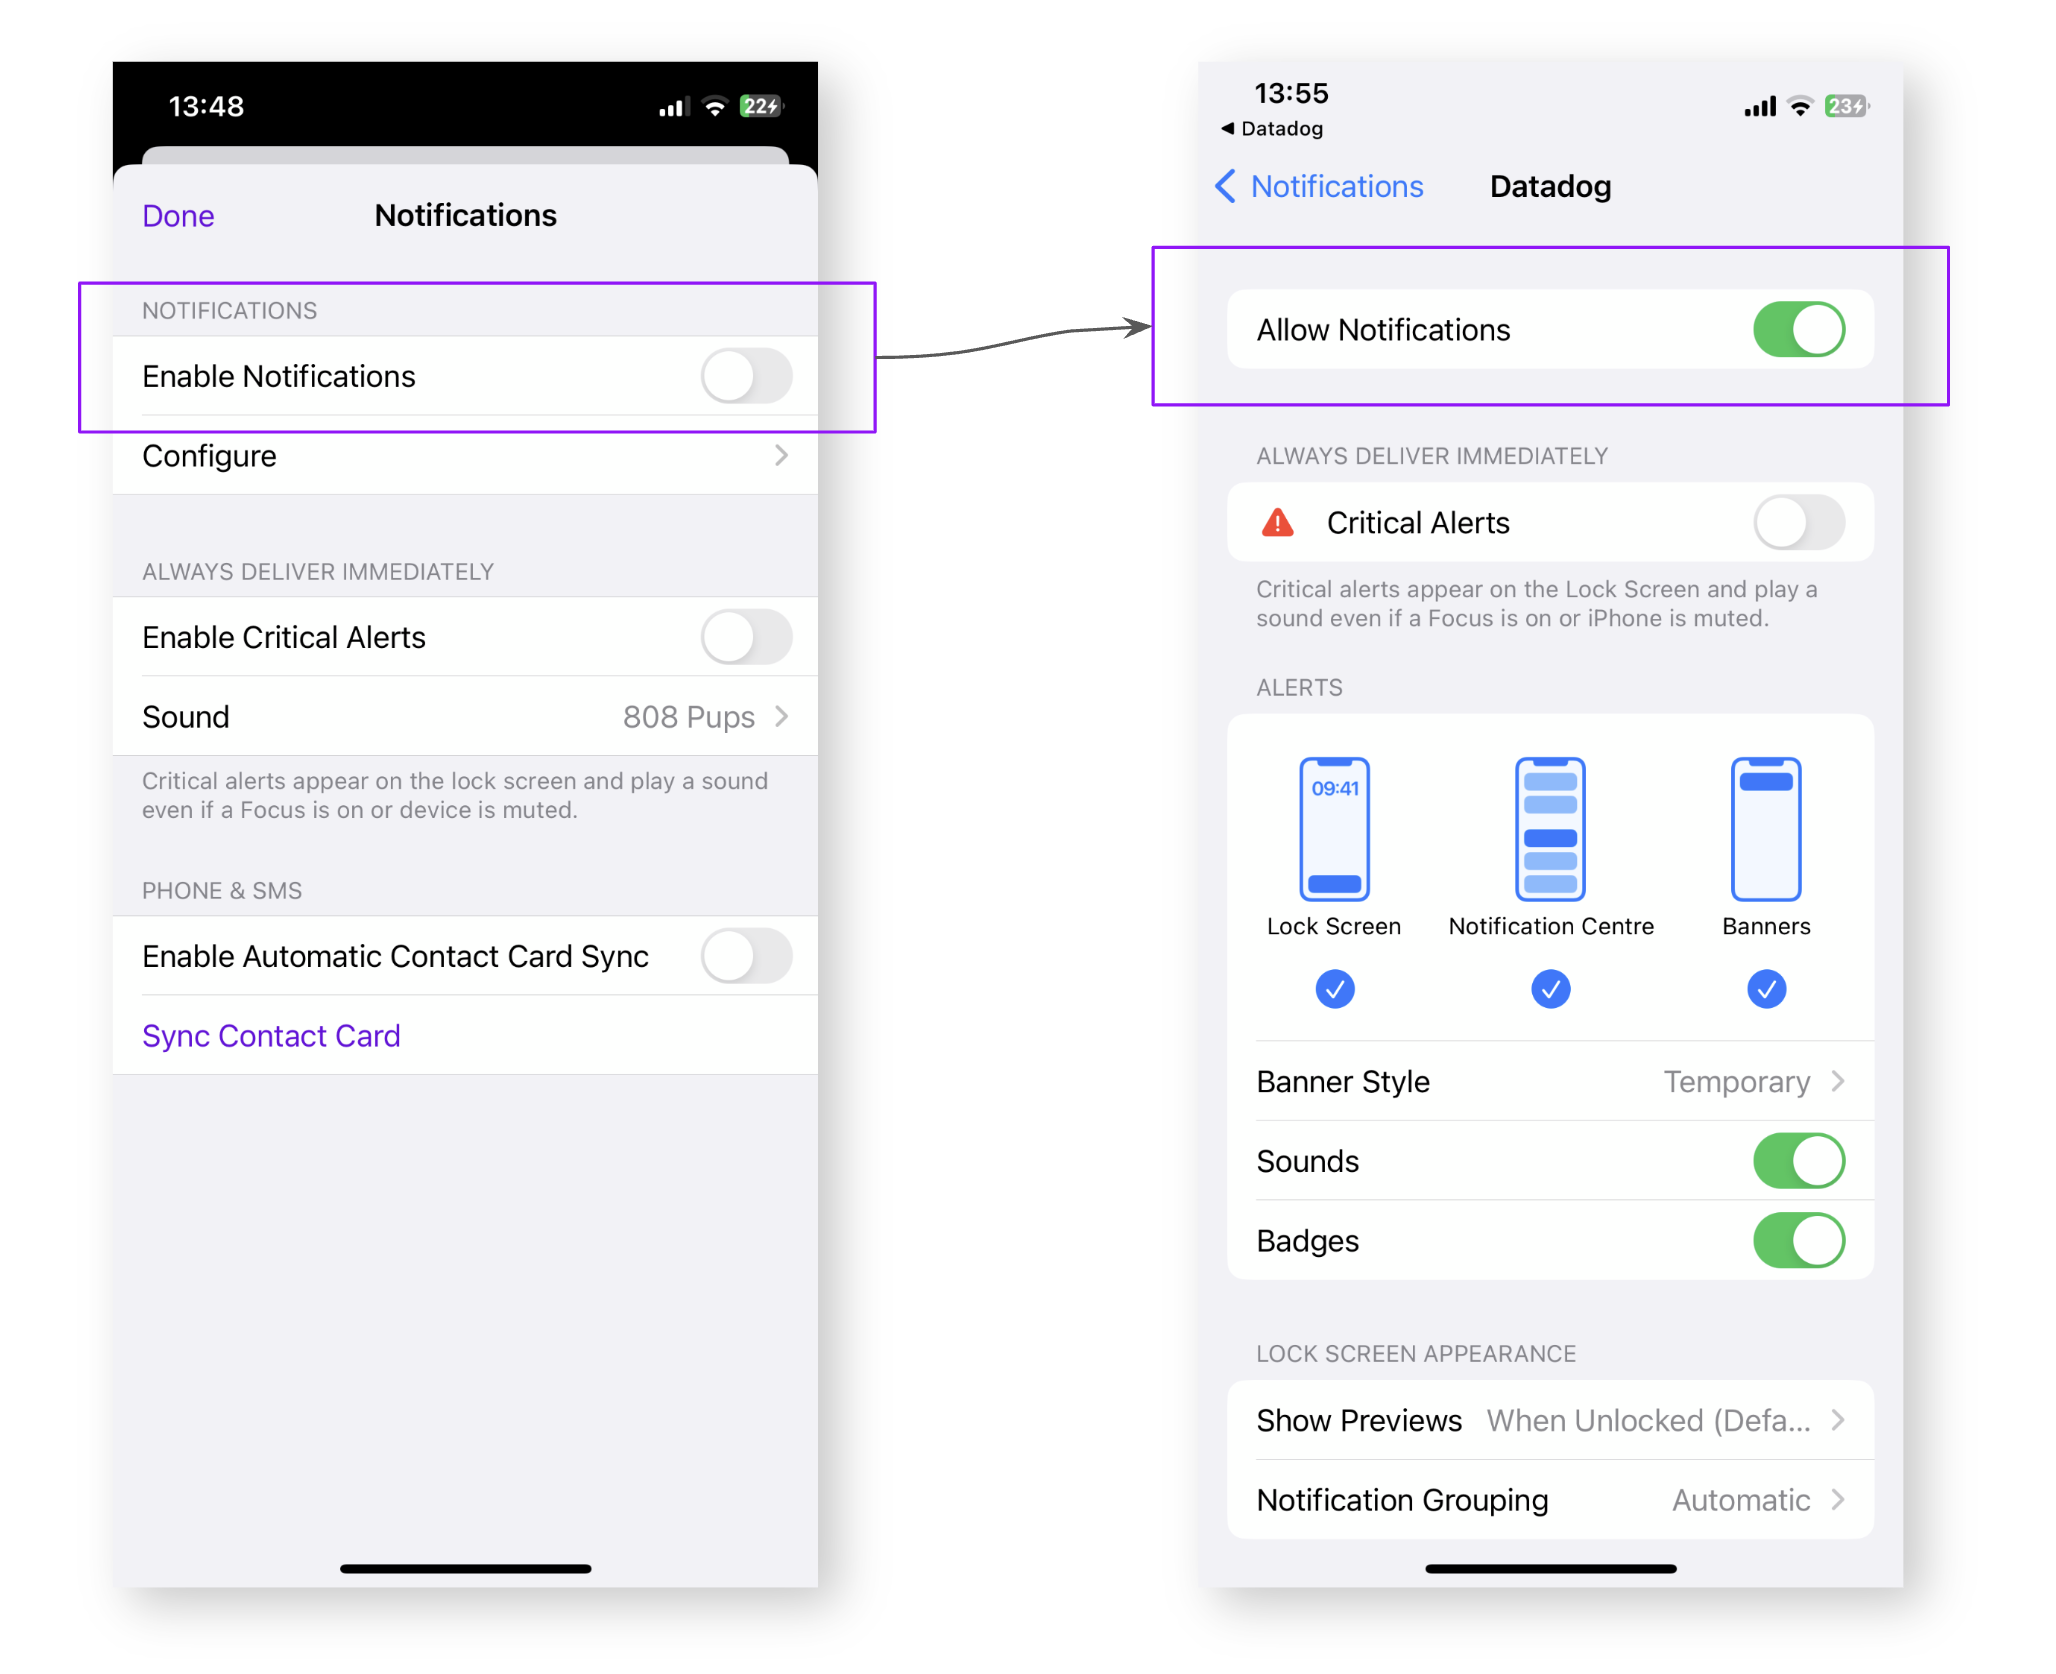 13:48
22
Done
Notifications
NOTIFICATIONS
Enable Notifications
Configure
ALWAYS DELIVER IMMEDIATELY
Enable Critical Alerts
Sound 808 Pups
Critical alerts appear on the lock screen and play a sound
even if a Focus is on or device is muted.
PHONE & SMS
Enable Automatic Contact Card Sync
Sync Contact Card
13:55
23
Datadog
Notifications
Datadog
Allow Notifications
ALWAYS DELIVER IMMEDIATELY
Critical Alerts
Critical alerts appear on the Lock Screen and play a
sound even if a Focus is on or iPhone is muted.
ALERTS
09:41
Lock Screen
Notification Centre
Banners
Banner Style Temporary
Sounds
Badges
LOCK SCREEN APPEARANCE
Show Previews When Unlocked (Defa...
Notification Grouping Automatic